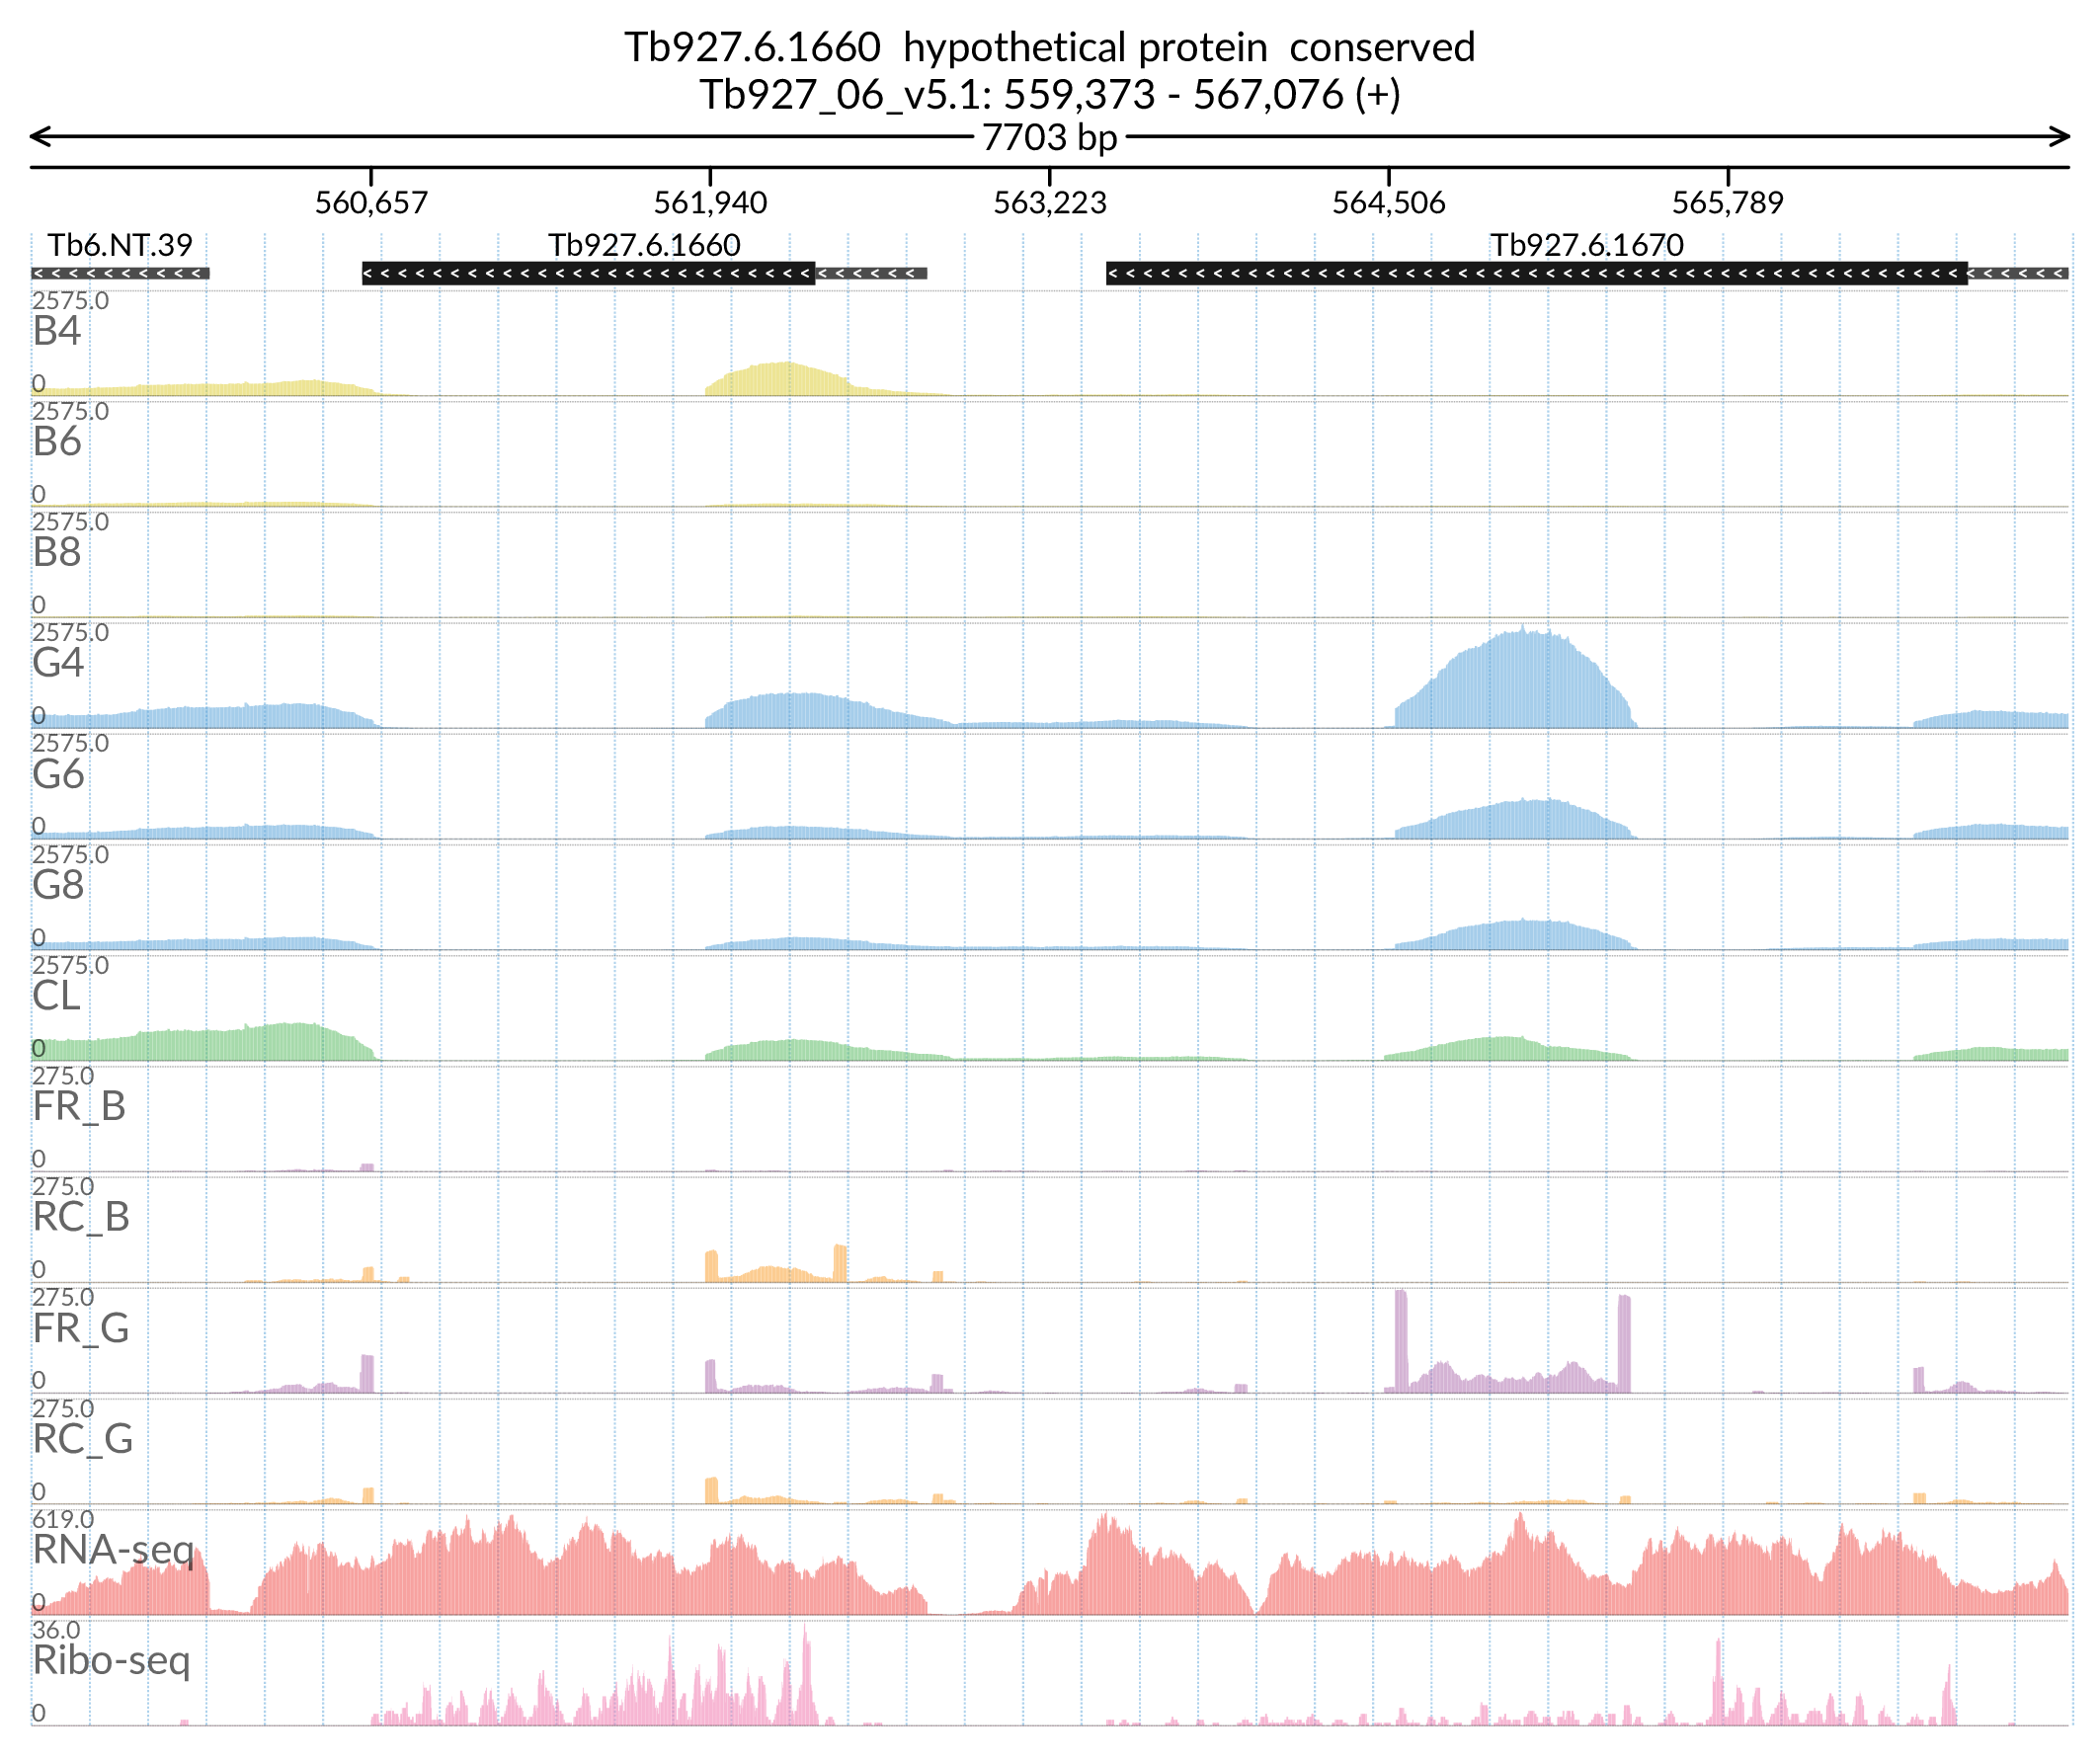 Tb927.6.1660 hypothetical protein conserved
Tb927_06_v5.1: 559,373 - 567,076 (+)
7703 bp
560,657 561,940 563,223 564,506 565,789
Tb6.NT.39 Tb927.6.1660 Tb927.6.1670
2575.0
B4
0
2575.0
B6
0
2575.0
B8
0
2575.0
G4
0
2575.0
G6
0
2575.0
G8
0
2575.0
CL
0
275.0
FR_B
0
275.0
RC_B
0
275.0
FR_G
0
275.0
RC_G
0
619.0
RNA-seq
0
36.0
Ribo-seq
0